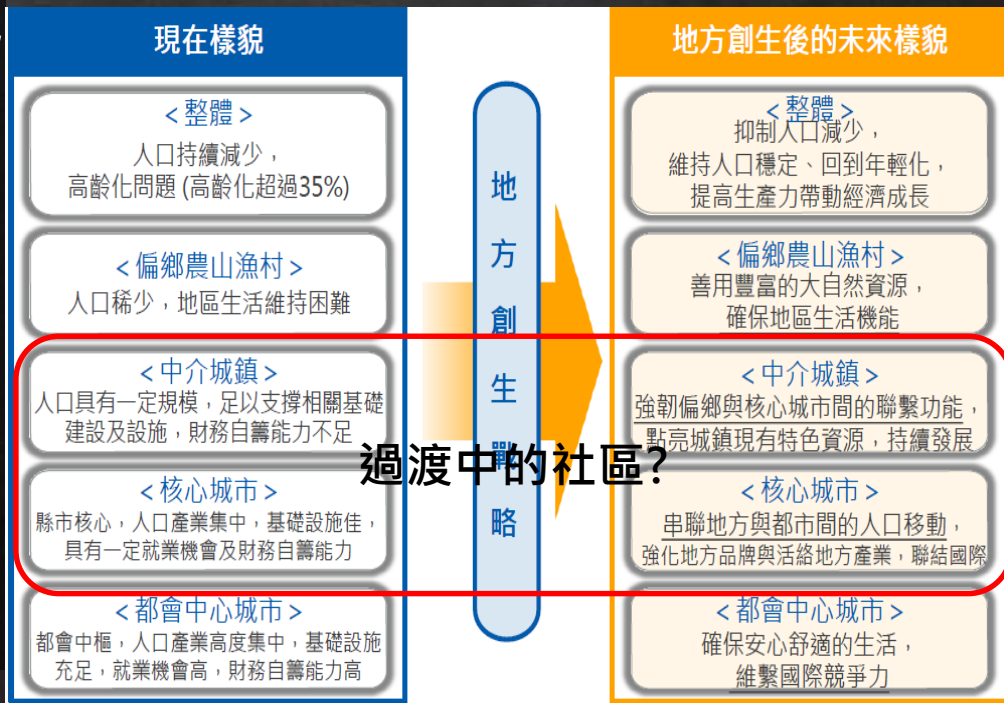 現在樣貌
<整體>
人口持續減少，
高齡化問題 (高齡化超過35%)
<偏鄉農山漁村>
人口稀少，地區生活維持困難
<中介城鎮>
人口具有一定規模，足以支撐相關基礎
建設及設施，財務自籌能力不足
<核心城市>
縣市核心，人口產業集中，基礎設施佳，
具有一定就業機會及財務自籌能力
<都會中心城市>
都會中樞，人口產業高度集中，基礎設施
充足，就業機會高，財務自籌能力高
地方創生戰略
過渡中的社區?
地方創生後的未來樣貌
<整體>
抑制人口減少，
維持人口穩定、回到年輕化，
提高生產力帶動經濟成長
<偏鄉農山漁村>
善用豐富的大自然資源，
確保地區生活機能
<中介城鎮>
強韌偏鄉與核心城市間的聯繫功能，
點亮城鎮現有特色資源，持續發展
<核心城市>
串聯地方與都市間的人口移動，
強化地方品牌與活絡地方產業，聯結國際
<都會中心城市>
確保安心舒適的生活，
維繫國際競爭力